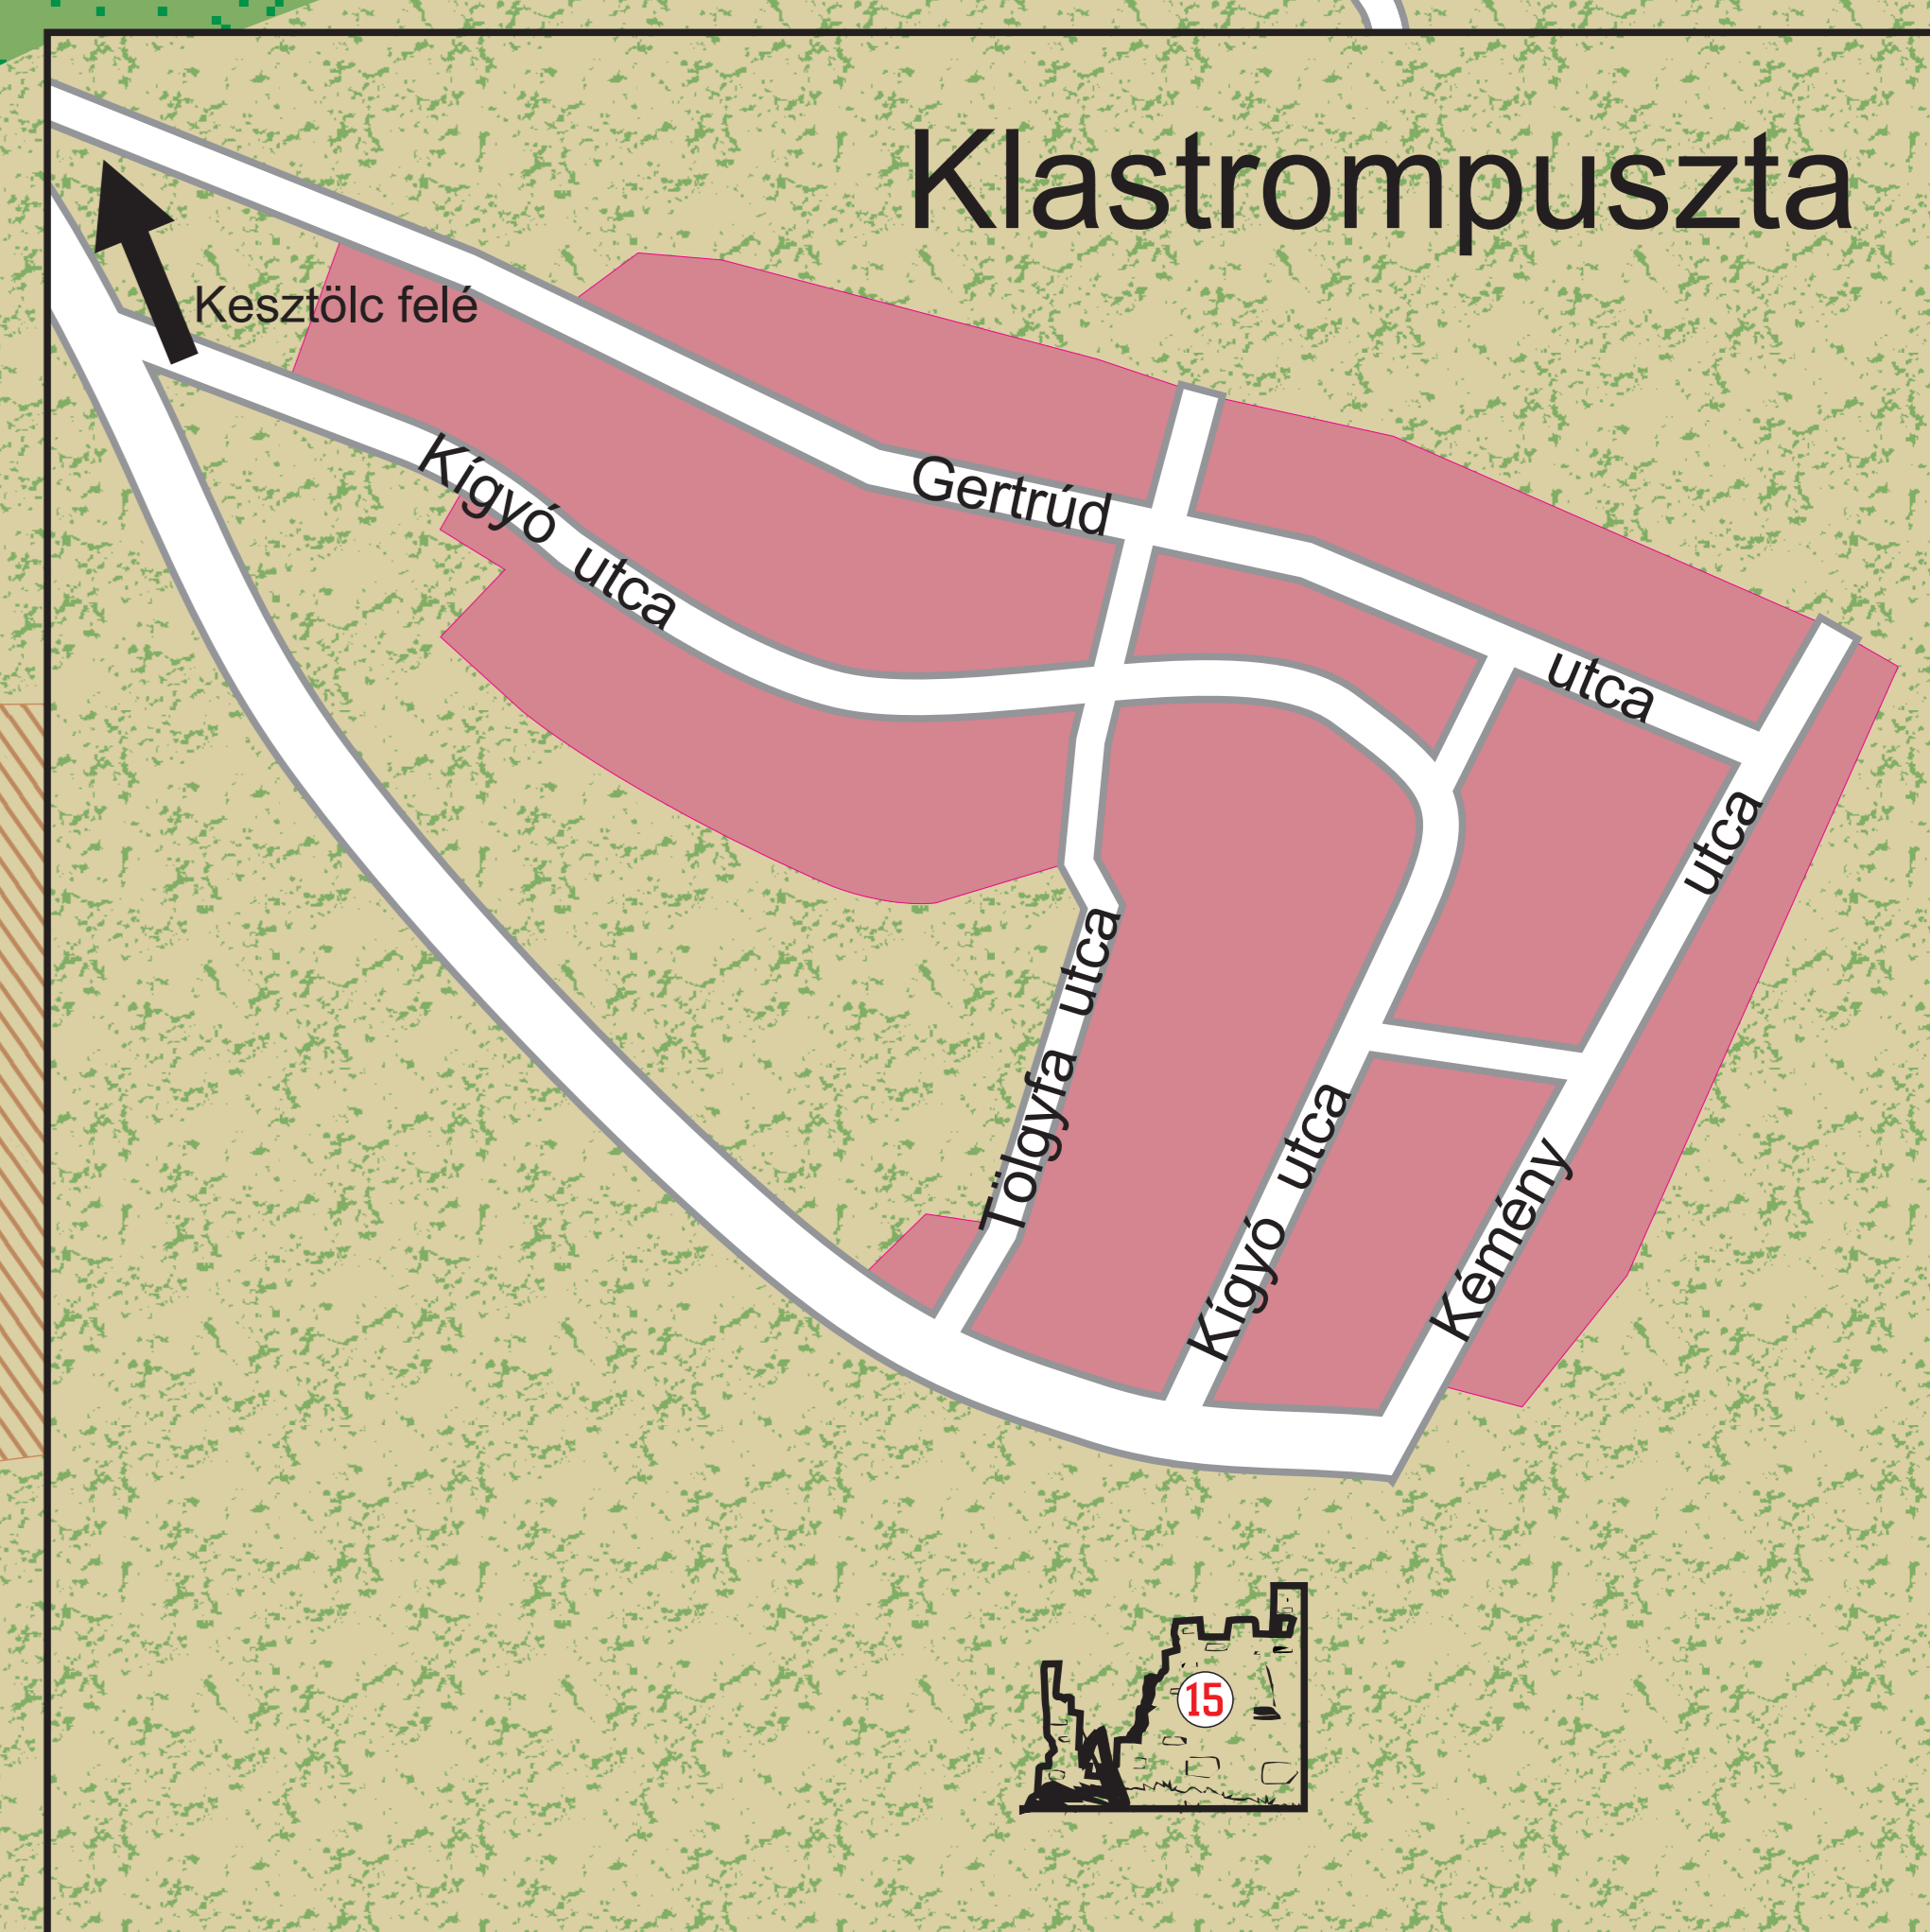 Klastrompuszta
Kesztölc felé
Kígyó utca
Gertrúd utca
Tölgyfa utca
Kígyó utca
Kémény utca
15